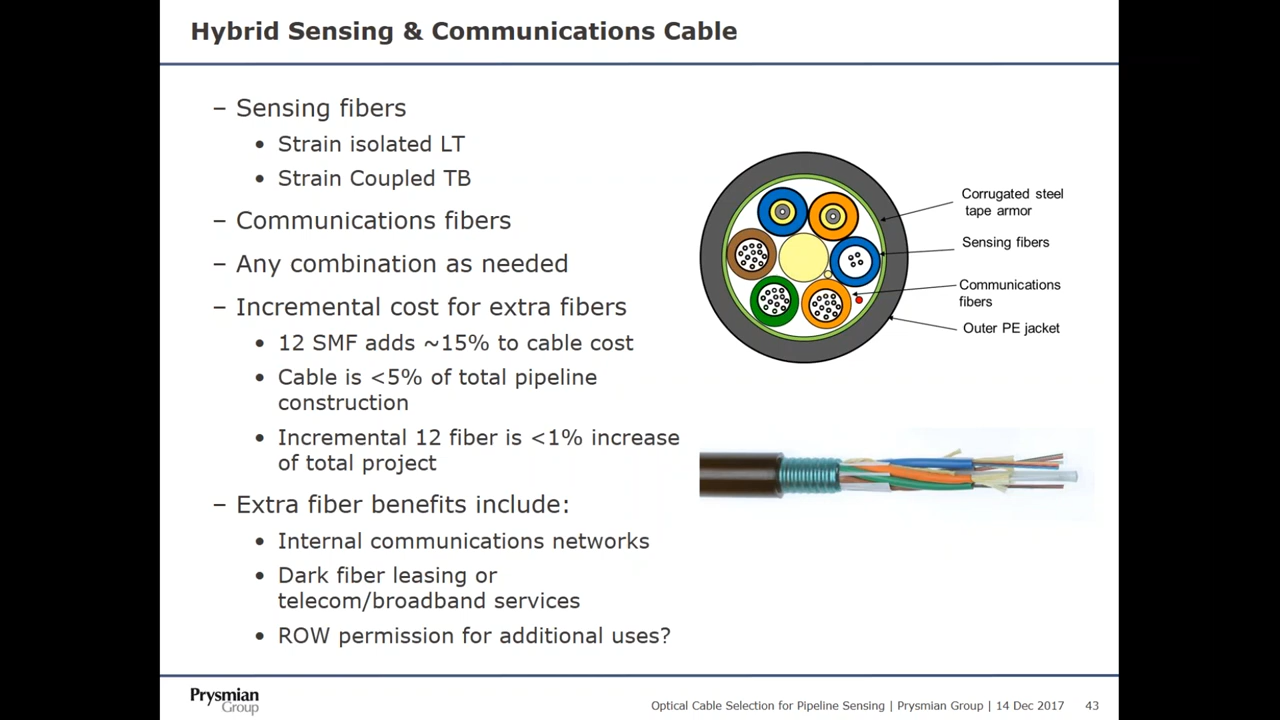 Hybrid Sensing & Communications Cable
– Sensing fibers
• Strain isolated LT
• Strain Coupled TB
– Communications fibers
– Any combination as needed
– Incremental cost for extra fibers
• 12 SMF adds ~15% to cable cost
• Cable is <5% of total pipeline
construction
• Incremental 12 fiber is <1% increase
of total project
– Extra fiber benefits include:
• Internal communications networks
• Dark fiber leasing or
telecom/broadband services
• ROW permission for additional uses?
Corrugated steel
tape armor
Sensing fibers
Communications
fibers
Outer PE jacket
Prysmian
Group
Optical Cable Selection for Pipeline Sensing | Prysmian Group | 14 Dec 2017 43